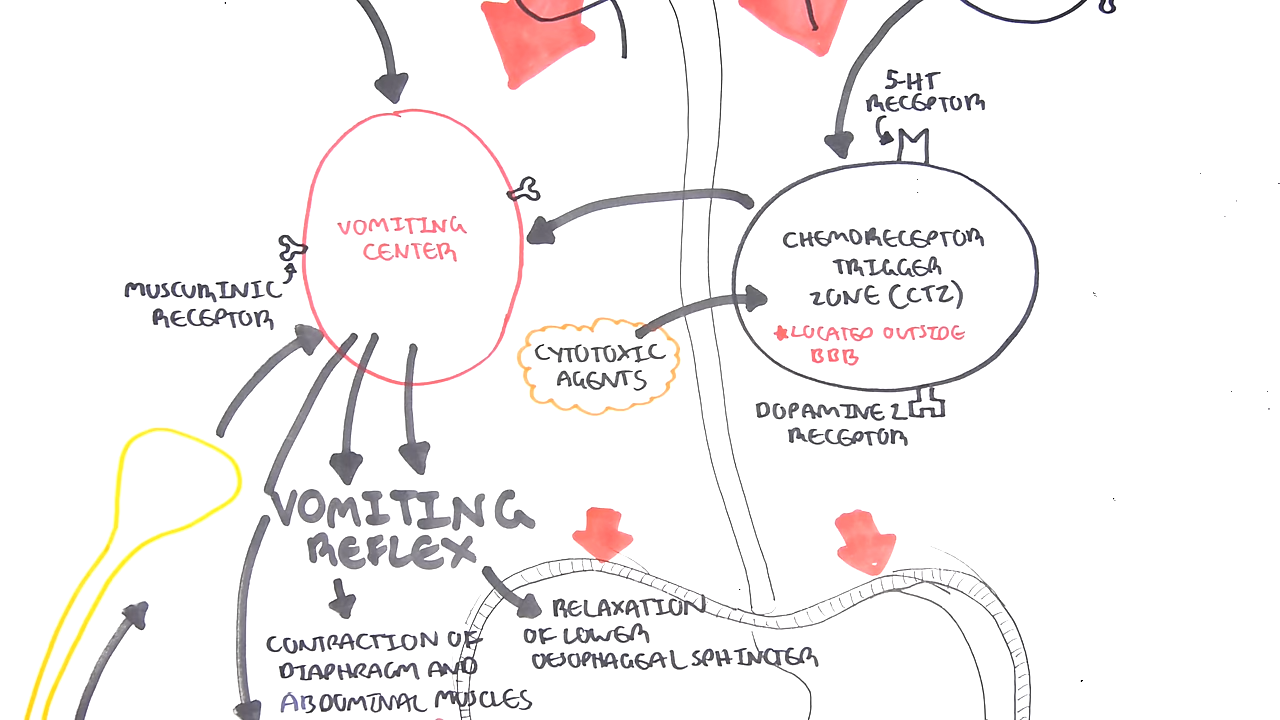 5-HT
RECEPTOR
VOMITING
CENTER
CHEMORECEPTOR
TRIGGER
ZONE (CTZ)
*LOCATED OUTSIDE
BBB
MUSCURINIC
RECEPTOR
CYTOTOXIC
AGENTS
DOPAMINE 2
RECEPTOR
VOMITING
REFLEX
RELAXATION
OF LOWER
OESOPHAGEAL SPHINCTER
CONTRACTION OF
DIAPHRAGM AND
ABDOMINAL MUSCLES